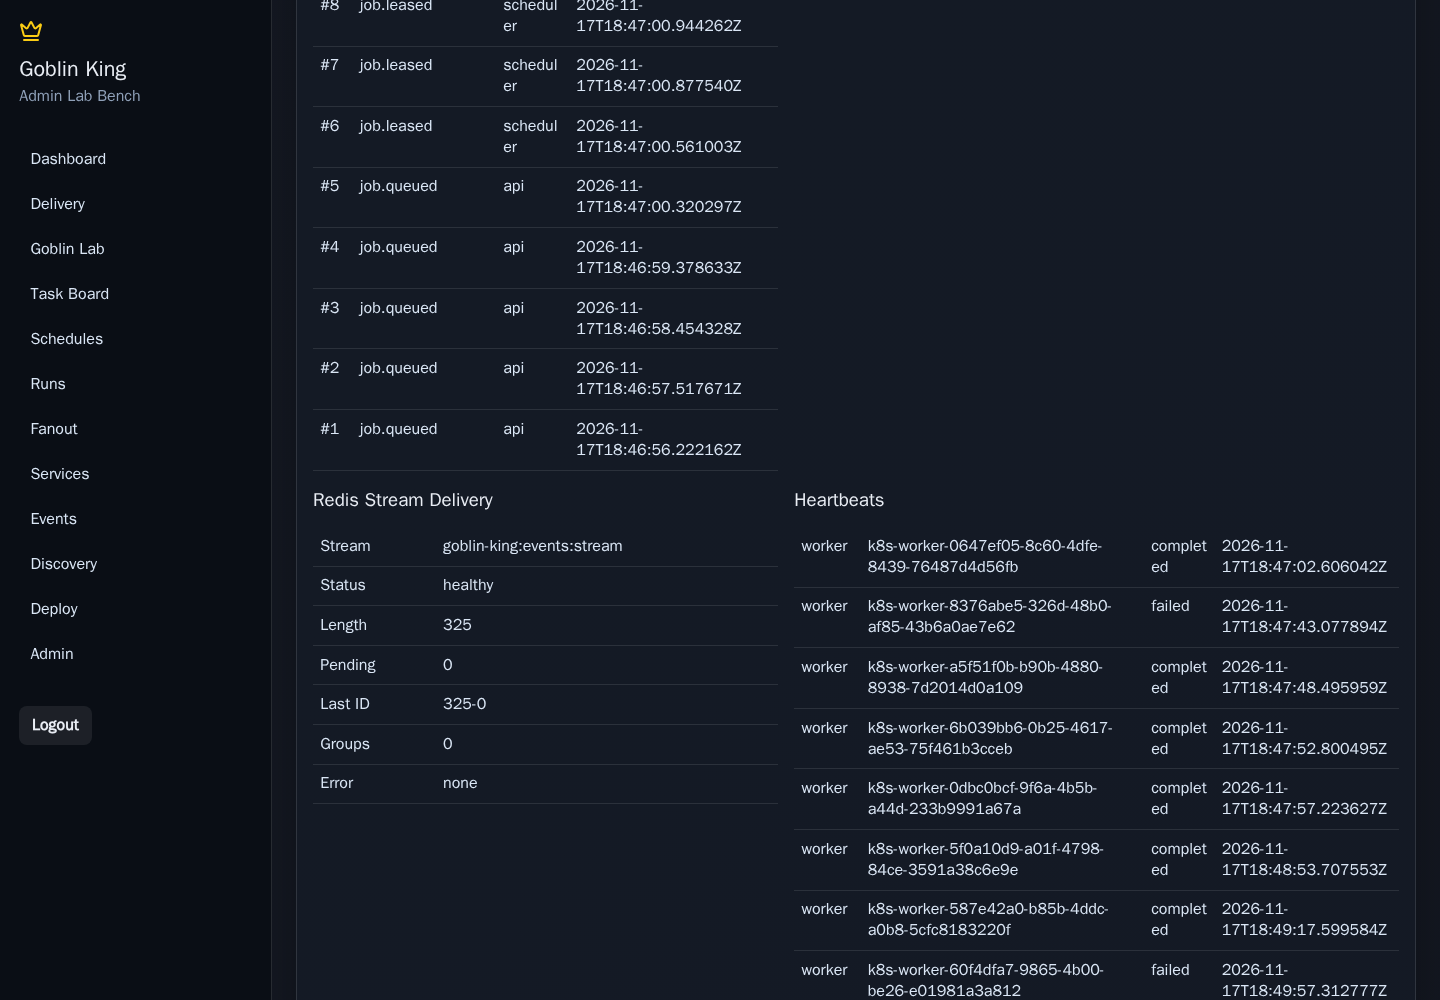 Goblin King
Admin Lab Bench
Dashboard
Delivery
Goblin Lab
Task Board
Schedules
Runs
Fanout
Services
Events
Discovery
Deploy
Admin
Logout
#8 job.leased schedul 2026-11-
er 17T18:47:00.944262Z
#7 job.leased schedul 2026-11-
er 17T18:47:00.877540Z
#6 job.leased schedul 2026-11-
er 17T18:47:00.561003Z
#5 job.queued api 2026-11-
17T18:47:00.320297Z
#4 job.queued api 2026-11-
17T18:46:59.378633Z
#3 job.queued api 2026-11-
17T18:46:58.454328Z
#2 job.queued api 2026-11-
17T18:46:57.517671Z
#1 job.queued api 2026-11-
17T18:46:56.222162Z
Redis Stream Delivery
Stream goblin-king:events:stream
Status healthy
Length 325
Pending 0
Last ID 325-0
Groups 0
Error none
Heartbeats
worker k8s-worker-0647ef05-8c60-4dfe- complet 2026-11-
8439-76487d4d56fb ed 17T18:47:02.606042Z
worker k8s-worker-8376abe5-326d-48b0- failed 2026-11-
af85-43b6a0ae7e62 17T18:47:43.077894Z
worker k8s-worker-a5f51f0b-b90b-4880- complet 2026-11-
8938-7d2014d0a109 ed 17T18:47:48.495959Z
worker k8s-worker-6b039bb6-0b25-4617- complet 2026-11-
ae53-75f461b3cceb ed 17T18:47:52.800495Z
worker k8s-worker-0dbc0bcf-9f6a-4b5b- complet 2026-11-
a44d-233b9991a67a ed 17T18:47:57.223627Z
worker k8s-worker-5f0a10d9-a01f-4798- complet 2026-11-
84ce-3591a38c6e9e ed 17T18:48:53.707553Z
worker k8s-worker-587e42a0-b85b-4ddc- complet 2026-11-
a0b8-5cfc8183220f ed 17T18:49:17.599584Z
worker k8s-worker-60f4dfa7-9865-4b00- failed 2026-11-
be26-e01981a3a812 17T18:49:57.312777Z